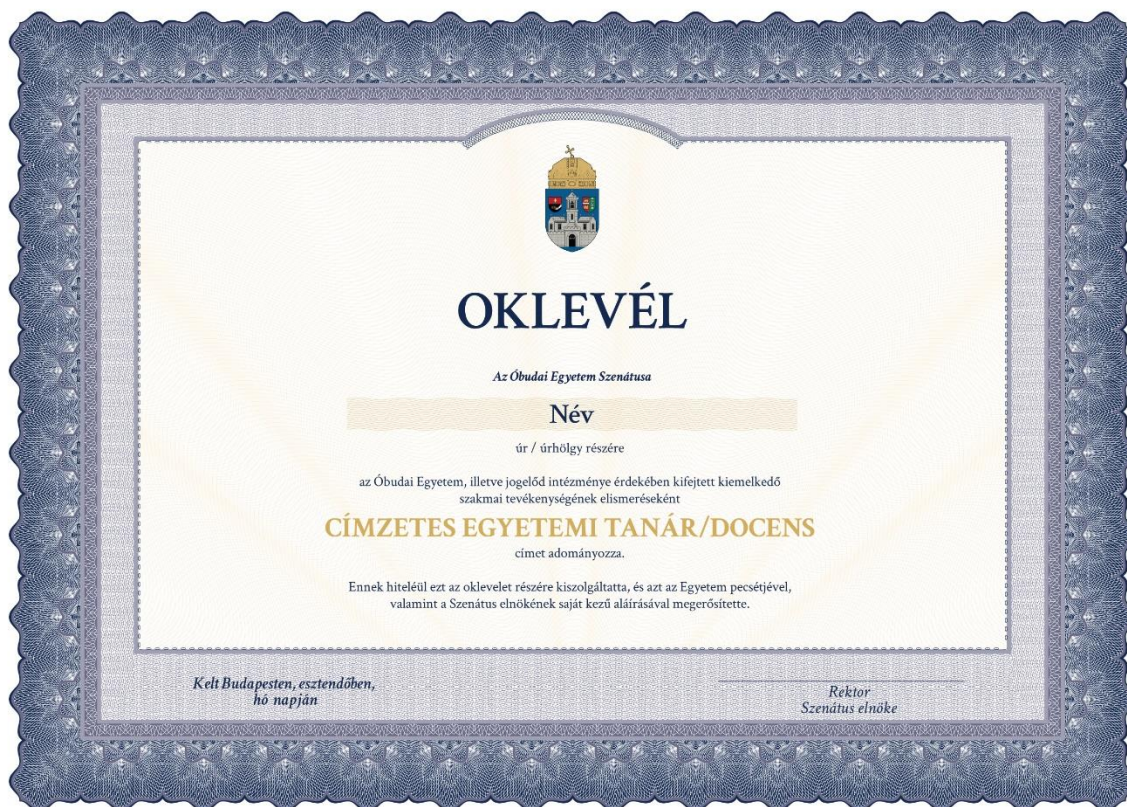 OKLEVÉL
Az Óbudai Egyetem Szenátusa
Név
úr / úrhölgy részére
az Óbudai Egyetem, illetve jogelőd intézménye érdekében kifejtett kiemelkedő
szakmai tevékenységének elismeréseként
CÍMZETES EGYETEMI TANÁR/DOCENS
címet adományozza.
Ennek hiteléül ezt az oklevelet részére kiszolgáltatta, és azt az Egyetem pecsétjével,
valamint a Szenátus elnökének saját kezű aláírásával megerősítette.
Kelt Budapesten, esztendőben,
hó napján
Rektor
Szenátus elnöke